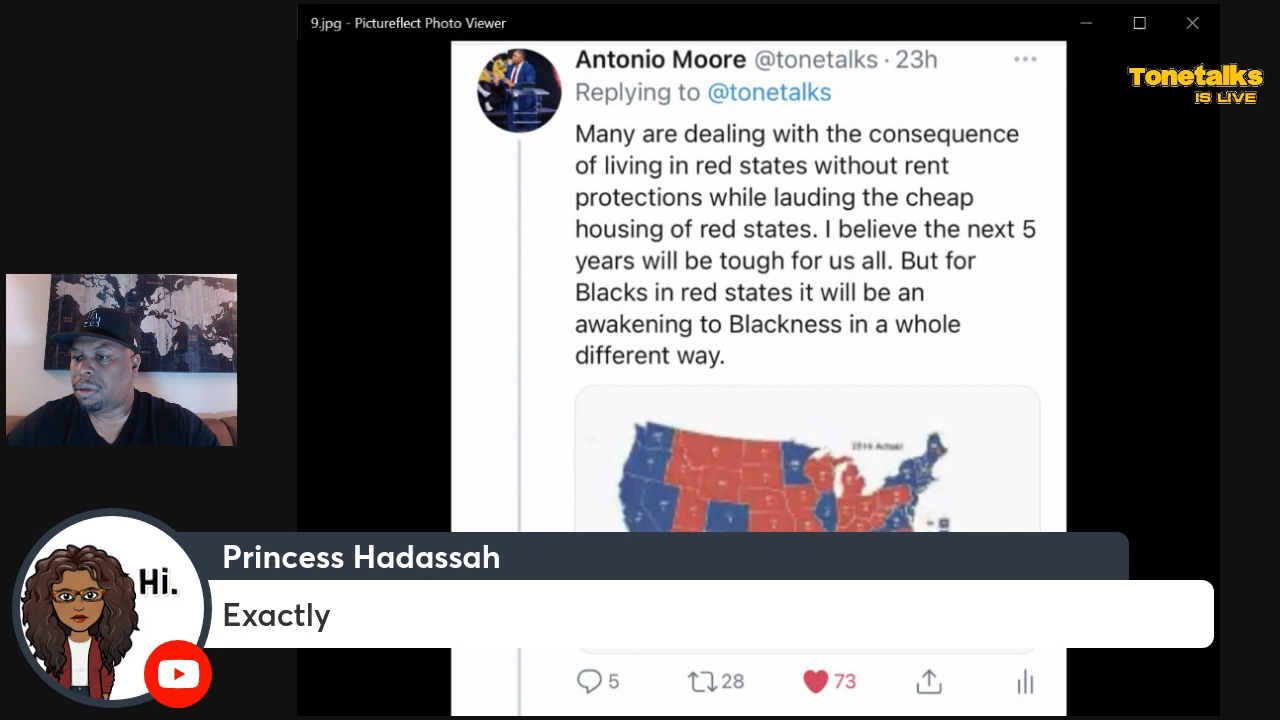 9.jpg - Pictureflect Photo Viewer
Tonetalks
IS LIVE
Antonio Moore @tonetalks · 23h
Replying to @tonetalks
Many are dealing with the consequence
of living in red states without rent
protections while lauding the cheap
housing of red states. I believe the next 5
years will be tough for us all. But for
Blacks in red states it will be an
awakening to Blackness in a whole
different way.
2016 Actual
Hi.
Princess Hadassah
Exactly
5 28 73